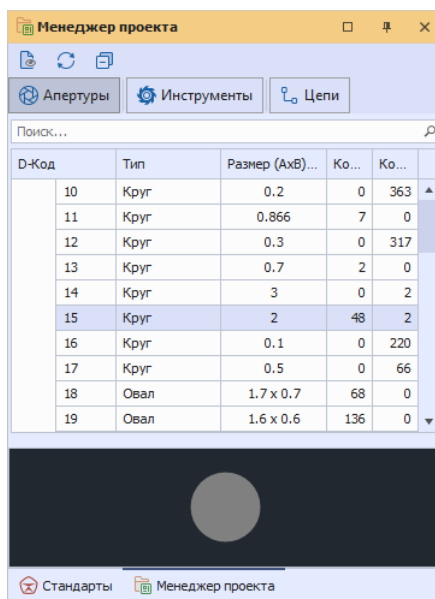 Менеджер проекта
Апертуры Инструменты Цепи
Поиск...
D-Код Тип Размер (AxB)... Ко... Ко...
10 Круг 0.2 0 363
11 Круг 0.866 7 0
12 Круг 0.3 0 317
13 Круг 0.7 2 0
14 Круг 3 0 2
15 Круг 2 48 2
16 Круг 0.1 0 220
17 Круг 0.5 0 66
18 Овал 1.7 x 0.7 68 0
19 Овал 1.6 x 0.6 136 0
Стандарты Менеджер проекта